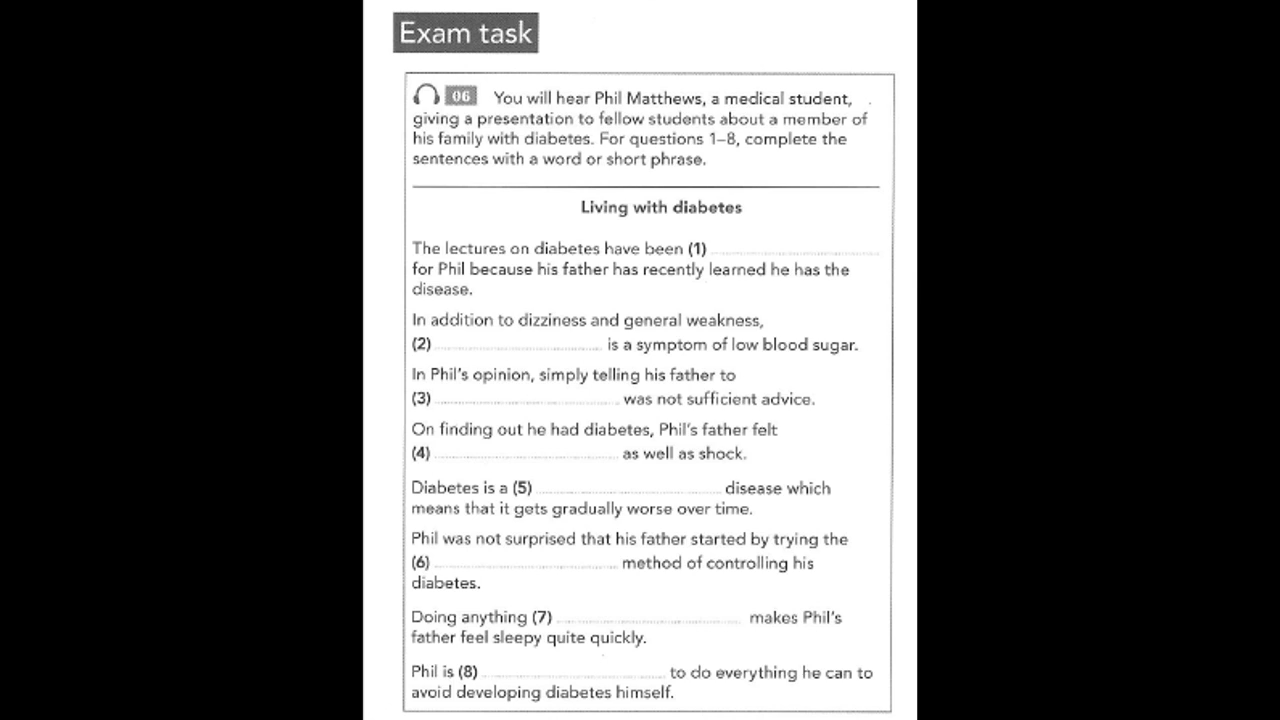 Exam task
06 You will hear Phil Matthews, a medical student,
giving a presentation to fellow students about a member of
his family with diabetes. For questions 1–8, complete the
sentences with a word or short phrase.
Living with diabetes
The lectures on diabetes have been (1)
for Phil because his father has recently learned he has the
disease.
In addition to dizziness and general weakness,
(2) is a symptom of low blood sugar.
In Phil's opinion, simply telling his father to
(3) was not sufficient advice.
On finding out he had diabetes, Phil's father felt
(4) as well as shock.
Diabetes is a (5) disease which
means that it gets gradually worse over time.
Phil was not surprised that his father started by trying the
(6) method of controlling his
diabetes.
Doing anything (7) makes Phil's
father feel sleepy quite quickly.
Phil is (8) to do everything he can to
avoid developing diabetes himself.